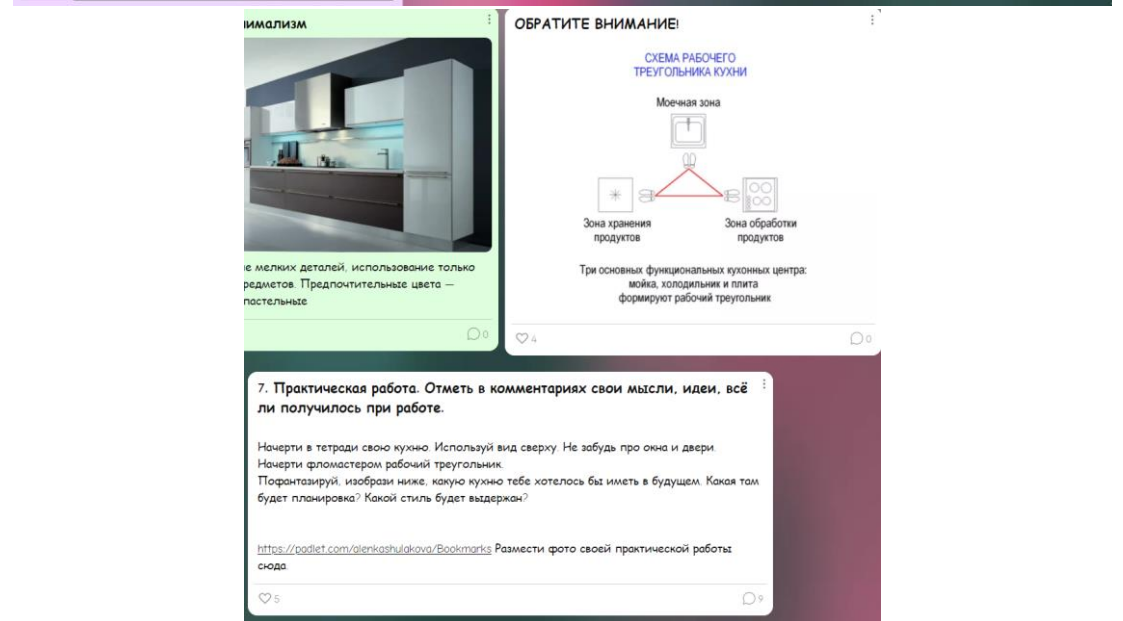 имализм
е мелких деталей, использование только
редметов. Предпочтительные цвета —
пастельные
0
ОБРАТИТЕ ВНИМАНИЕ!
СХЕМА РАБОЧЕГО
ТРЕУГОЛЬНИКА КУХНИ
Моечная зона
Зона хранения
продуктов
Зона обработки
продуктов
Три основных функциональных кухонных центра:
мойка, холодильник и плита
формируют рабочий треугольник
4
0
7. Практическая работа. Отметь в комментариях свои мысли, идеи, всё
ли получилось при работе.
Начерти в тетради свою кухню. Используй вид сверху. Не забудь про окна и двери.
Начерти фломастером рабочий треугольник.
Пофантазируй, изобрази ниже, какую кухню тебе хотелось бы иметь в будущем. Какая там
будет планировка? Какой стиль будет выдержан?
https://padlet.com/alenkashulakova/Bookmarks Размести фото своей практической работы
сюда.
5
9